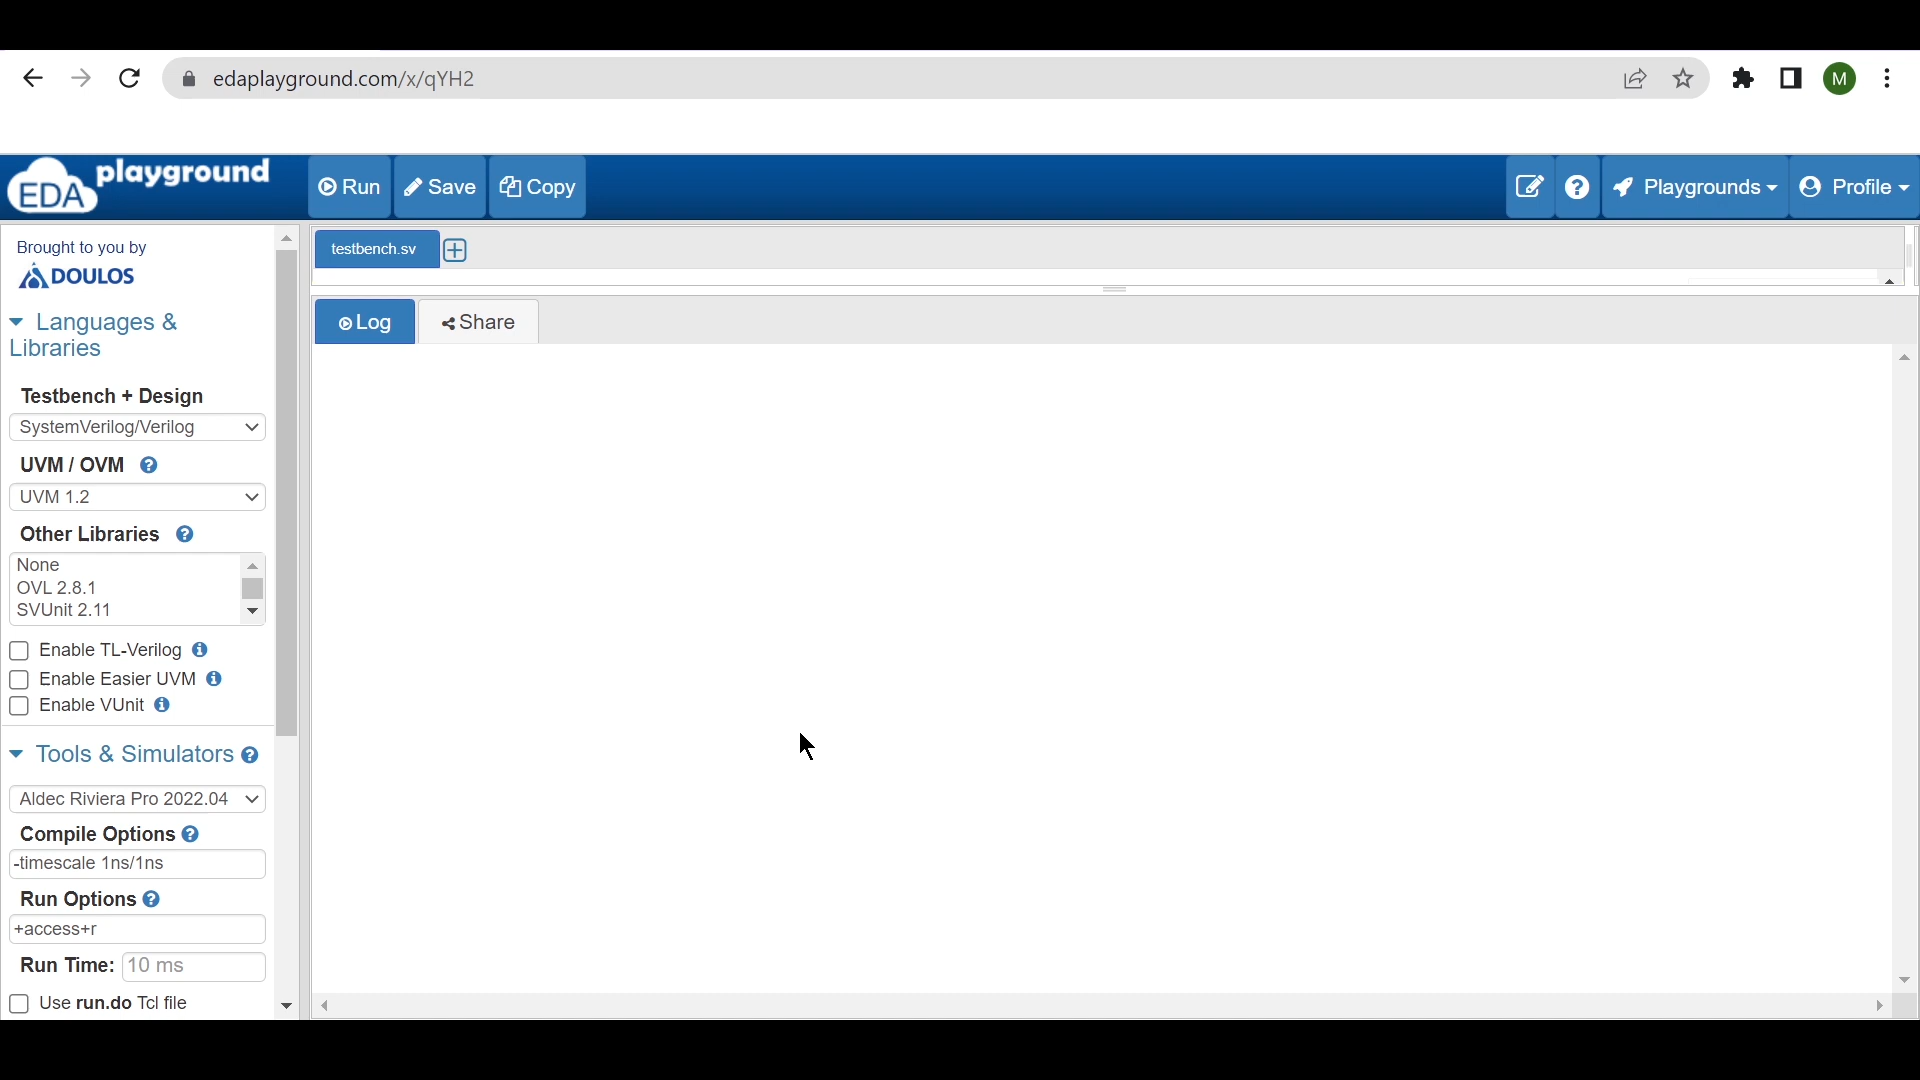 edaplayground.com/x/qYH2
M
EDA playground
Run
Save
Copy
Playgrounds
Profile
Brought to you by
DOULOS
Languages &
Libraries
Testbench + Design
SystemVerilog/Verilog
UVM / OVM ?
UVM 1.2
Other Libraries ?
None
OVL 2.8.1
SVUnit 2.11
Enable TL-Verilog i
Enable Easier UVM i
Enable VUnit i
Tools & Simulators ?
Aldec Riviera Pro 2022.04
Compile Options ?
-timescale 1ns/1ns
Run Options ?
+access+r
Run Time: 10 ms
Use run.do Tcl file
testbench.sv
Log
Share